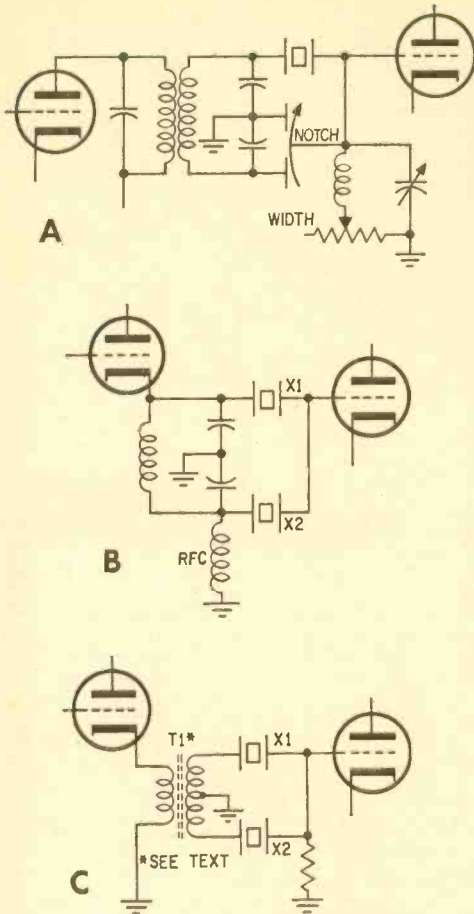 NOTCH
WIDTH
A
X1
X2
RFC
B
T1*
X1
X2
*SEE TEXT
C